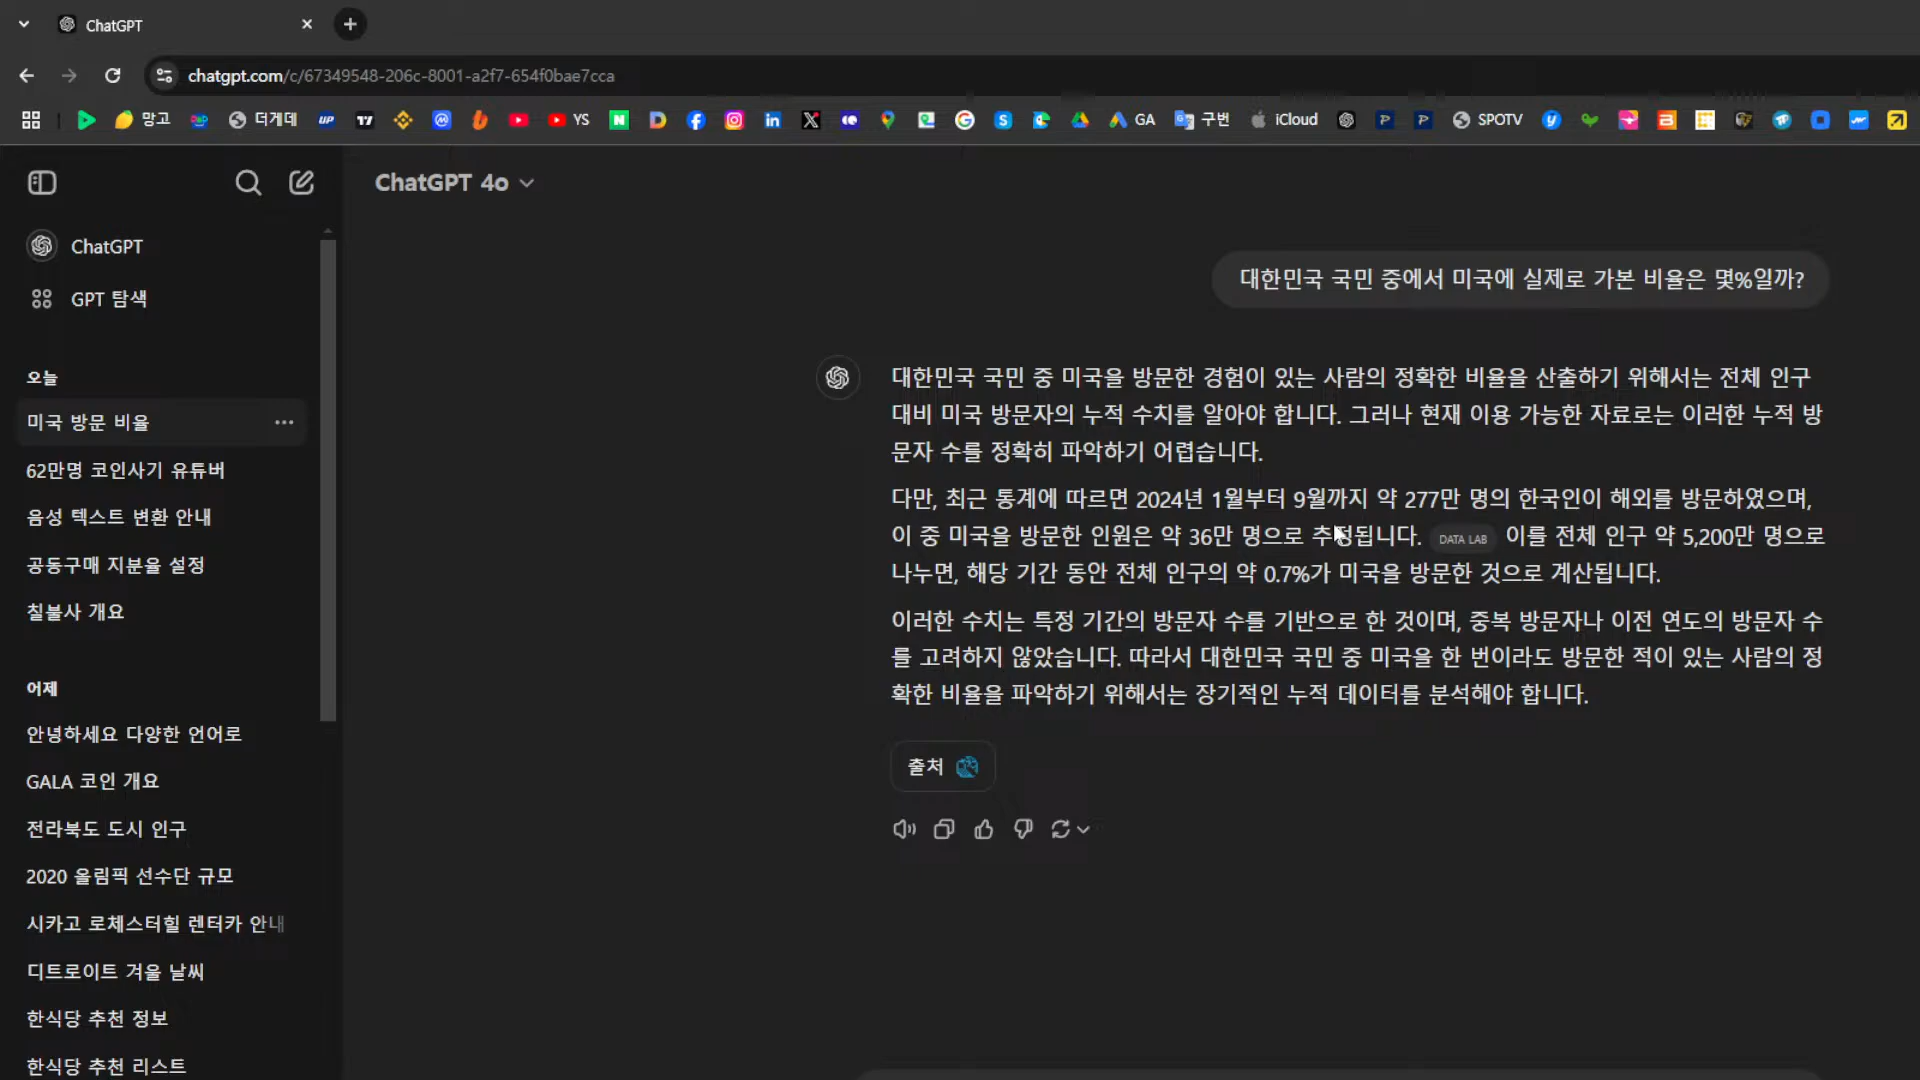 ChatGPT
chatgpt.com/c/67349548-206c-8001-a2f7-654f0bae7cca
망고
더게데
UP
YS
GA
구번
iCloud
SPOTV
ChatGPT
GPT 탐색
오늘
미국 방문 비율
62만명 코인사기 유튜버
음성 텍스트 변환 안내
공동구매 지분율 설정
칠불사 개요
어제
안녕하세요 다양한 언어로
GALA 코인 개요
전라북도 도시 인구
2020 올림픽 선수단 규모
시카고 로체스터힐 렌터카 안내
디트로이트 겨울 날씨
한식당 추천 정보
한식당 추천 리스트
ChatGPT 4o
대한민국 국민 중에서 미국에 실제로 가본 비율은 몇%일까?
대한민국 국민 중 미국을 방문한 경험이 있는 사람의 정확한 비율을 산출하기 위해서는 전체 인구
대비 미국 방문자의 누적 수치를 알아야 합니다. 그러나 현재 이용 가능한 자료로는 이러한 누적 방
문자 수를 정확히 파악하기 어렵습니다.
다만, 최근 통계에 따르면 2024년 1월부터 9월까지 약 277만 명의 한국인이 해외를 방문하였으며,
이 중 미국을 방문한 인원은 약 36만 명으로 추정됩니다. DATA LAB 이를 전체 인구 약 5,200만 명으로
나누면, 해당 기간 동안 전체 인구의 약 0.7%가 미국을 방문한 것으로 계산됩니다.
이러한 수치는 특정 기간의 방문자 수를 기반으로 한 것이며, 중복 방문자나 이전 연도의 방문자 수
를 고려하지 않았습니다. 따라서 대한민국 국민 중 미국을 한 번이라도 방문한 적이 있는 사람의 정
확한 비율을 파악하기 위해서는 장기적인 누적 데이터를 분석해야 합니다.
출처